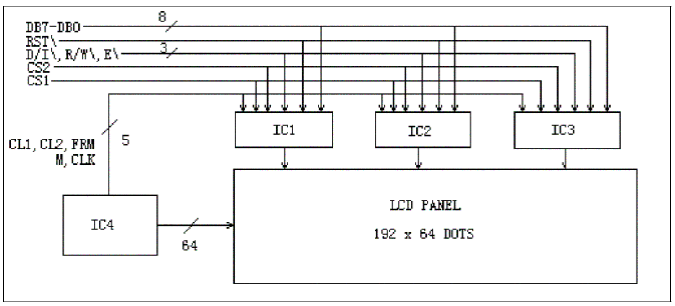 DB7-DB0 8
RST\
D/I\, R/W\, E\ 3
CS2
CS1
IC1 IC2 IC3
CL1, CL2, FRM 5
M, CLK
LCD PANEL
IC4
192 x 64 DOTS
64